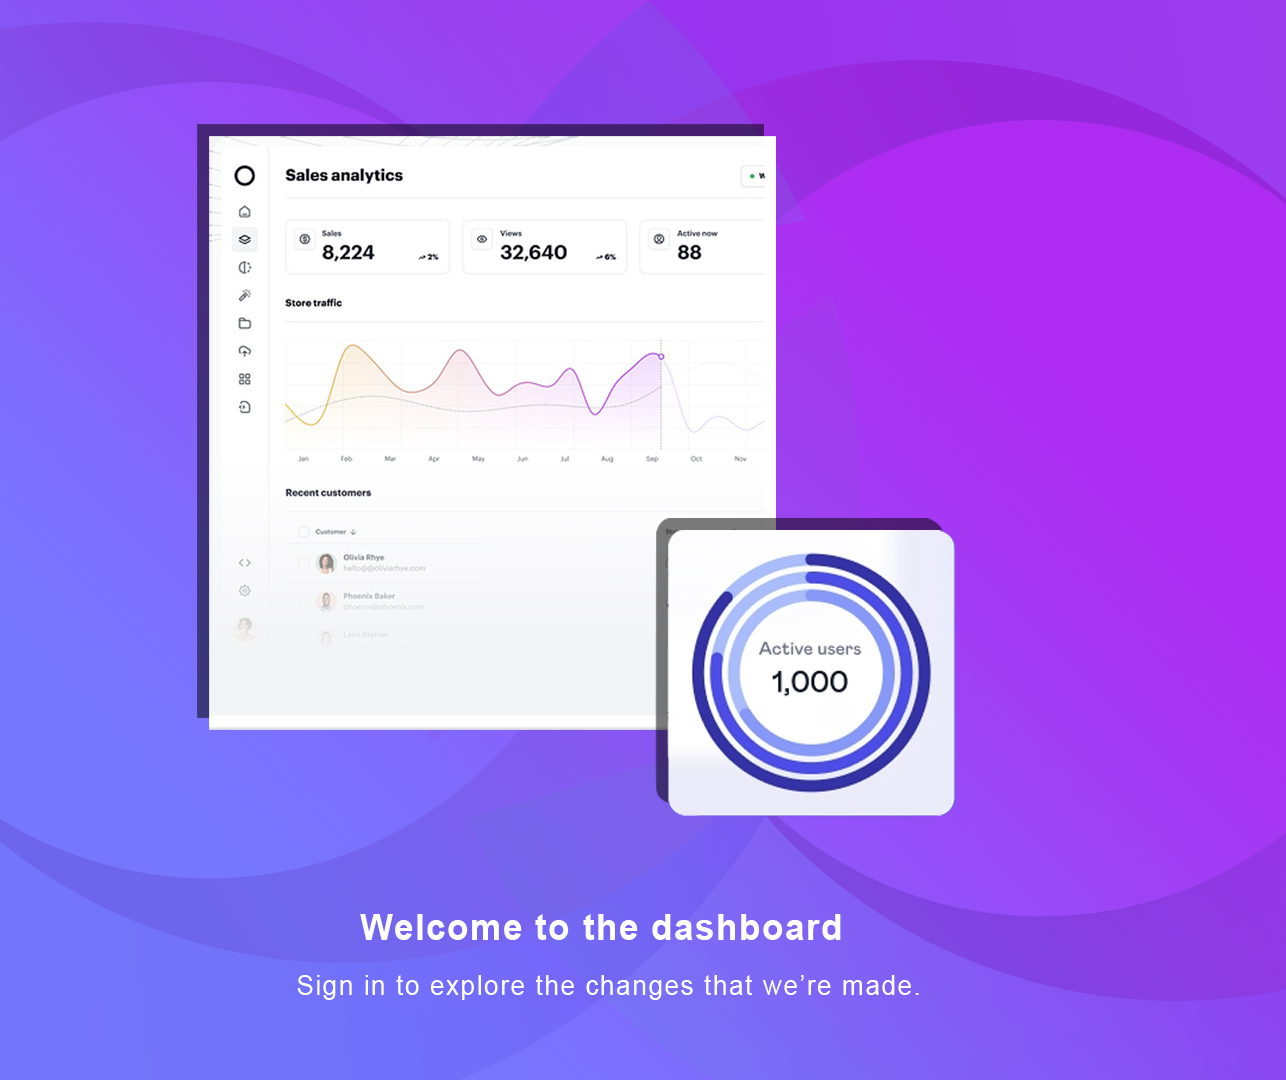 Sales analytics
Sales
8,224
2%
Views
32,640
6%
Active now
88
Store traffic
Jan Feb Mar Apr May Jun Jul Aug Sep Oct Nov
Recent customers
Customer
Olivia Rhye
hello@@oliviarhye.com
Phoenix Baker
phoenix@phoenix.com
Lana Steiner
Active users
1,000
Welcome to the dashboard
Sign in to explore the changes that we’re made.